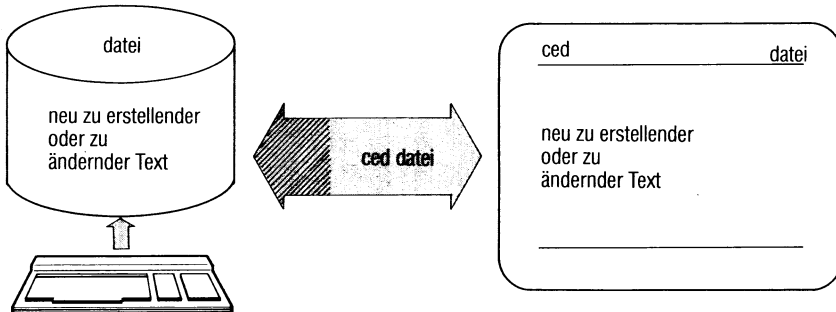 datei
neu zu erstellender
oder zu
ändernder Text
ced datei
ced datei
neu zu erstellender
oder zu
ändernder Text